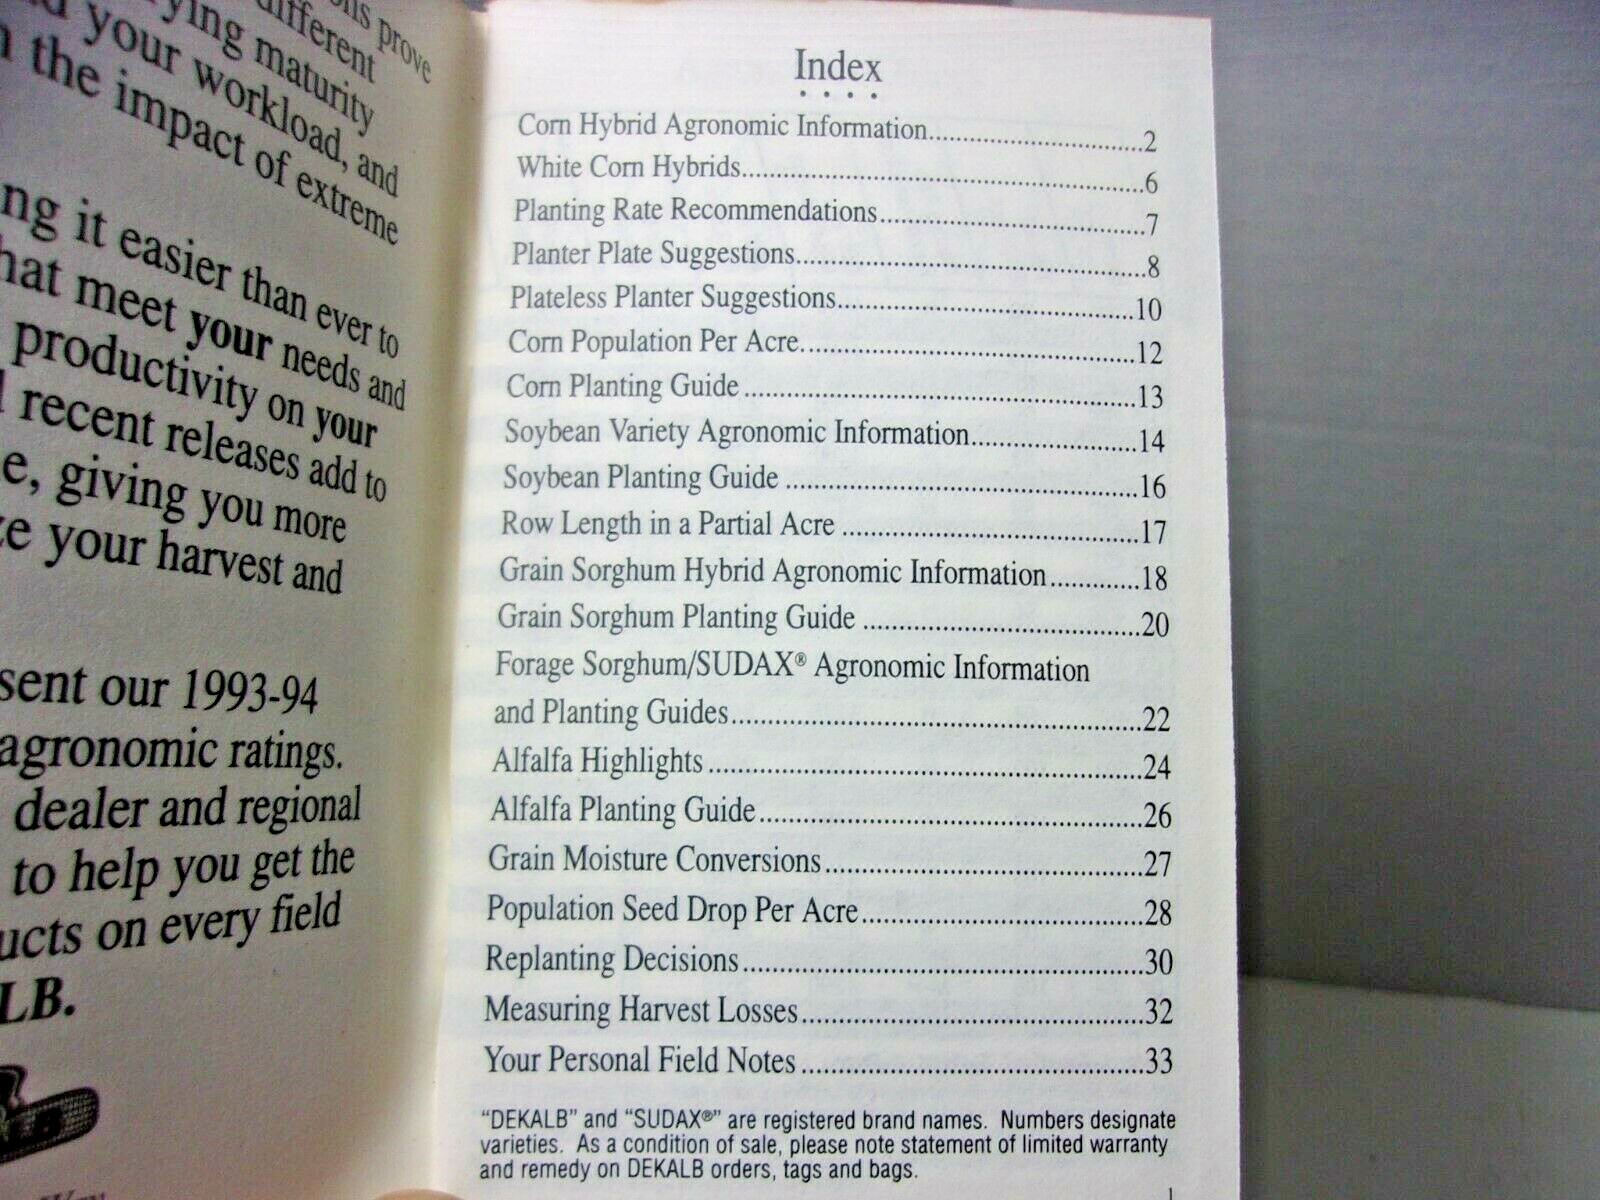 prove
different
maturity
your workload, and
the impact of extreme
it easier than ever to
meet your needs and
productivity on your
recent releases add to
giving you more
your harvest and
our 1993-94
agronomic ratings.
dealer and regional
to help you get the
on every field
LB.
Index
Corn Hybrid Agronomic Information..............................2
White Corn Hybrids..............................6
Planting Rate Recommendations..............................7
Planter Plate Suggestions..............................8
Plateless Planter Suggestions..............................10
Corn Population Per Acre..............................12
Corn Planting Guide ..............................13
Soybean Variety Agronomic Information..............................14
Soybean Planting Guide ..............................16
Row Length in a Partial Acre ..............................17
Grain Sorghum Hybrid Agronomic Information............18
Grain Sorghum Planting Guide ..............................20
Forage Sorghum/SUDAX® Agronomic Information
and Planting Guides..............................22
Alfalfa Highlights ..............................24
Alfalfa Planting Guide..............................26
Grain Moisture Conversions..............................27
Population Seed Drop Per Acre..............................28
Replanting Decisions..............................30
Measuring Harvest Losses..............................32
Your Personal Field Notes ..............................33
"DEKALB" and "SUDAX®" are registered brand names. Numbers designate
varieties. As a condition of sale, please note statement of limited warranty
and remedy on DEKALB orders, tags and bags.
1